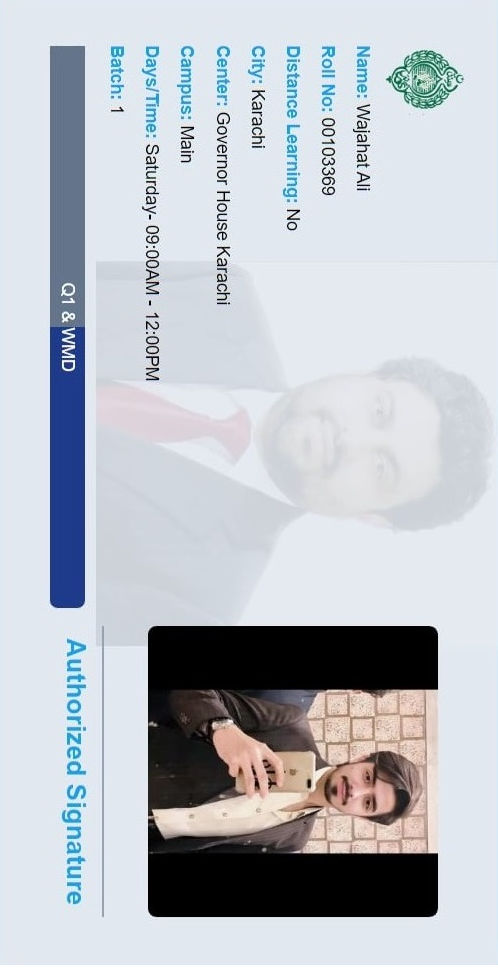 Name: Wajahat Ali
Roll No: 00103369
Distance Learning: No
City: Karachi
Center: Governor House Karachi
Campus: Main
Days/Time: Saturday- 09:00AM - 12:00PM
Batch: 1
Q1 & WMD
Authorized Signature